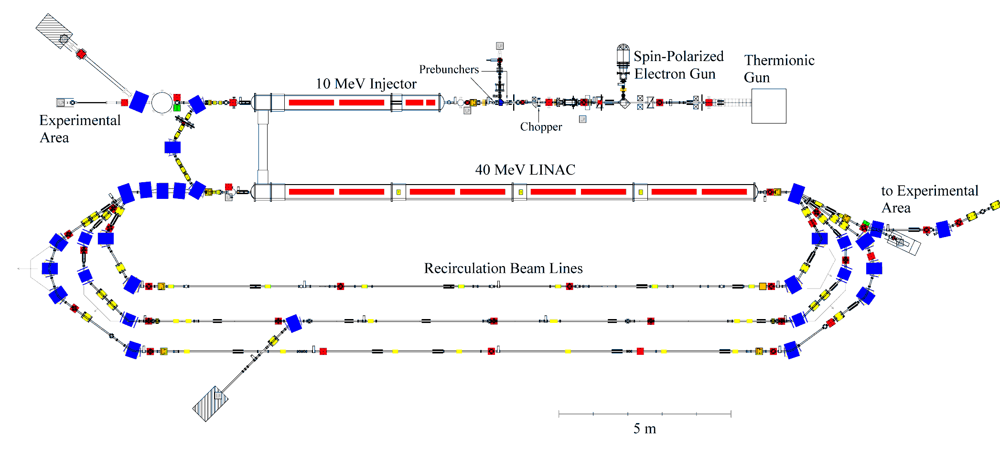 Spin-Polarized
Electron Gun
Thermionic
Gun
Prebunchers
10 MeV Injector
Experimental
Area
Chopper
40 MeV LINAC
to Experimental
Area
Recirculation Beam Lines
5 m